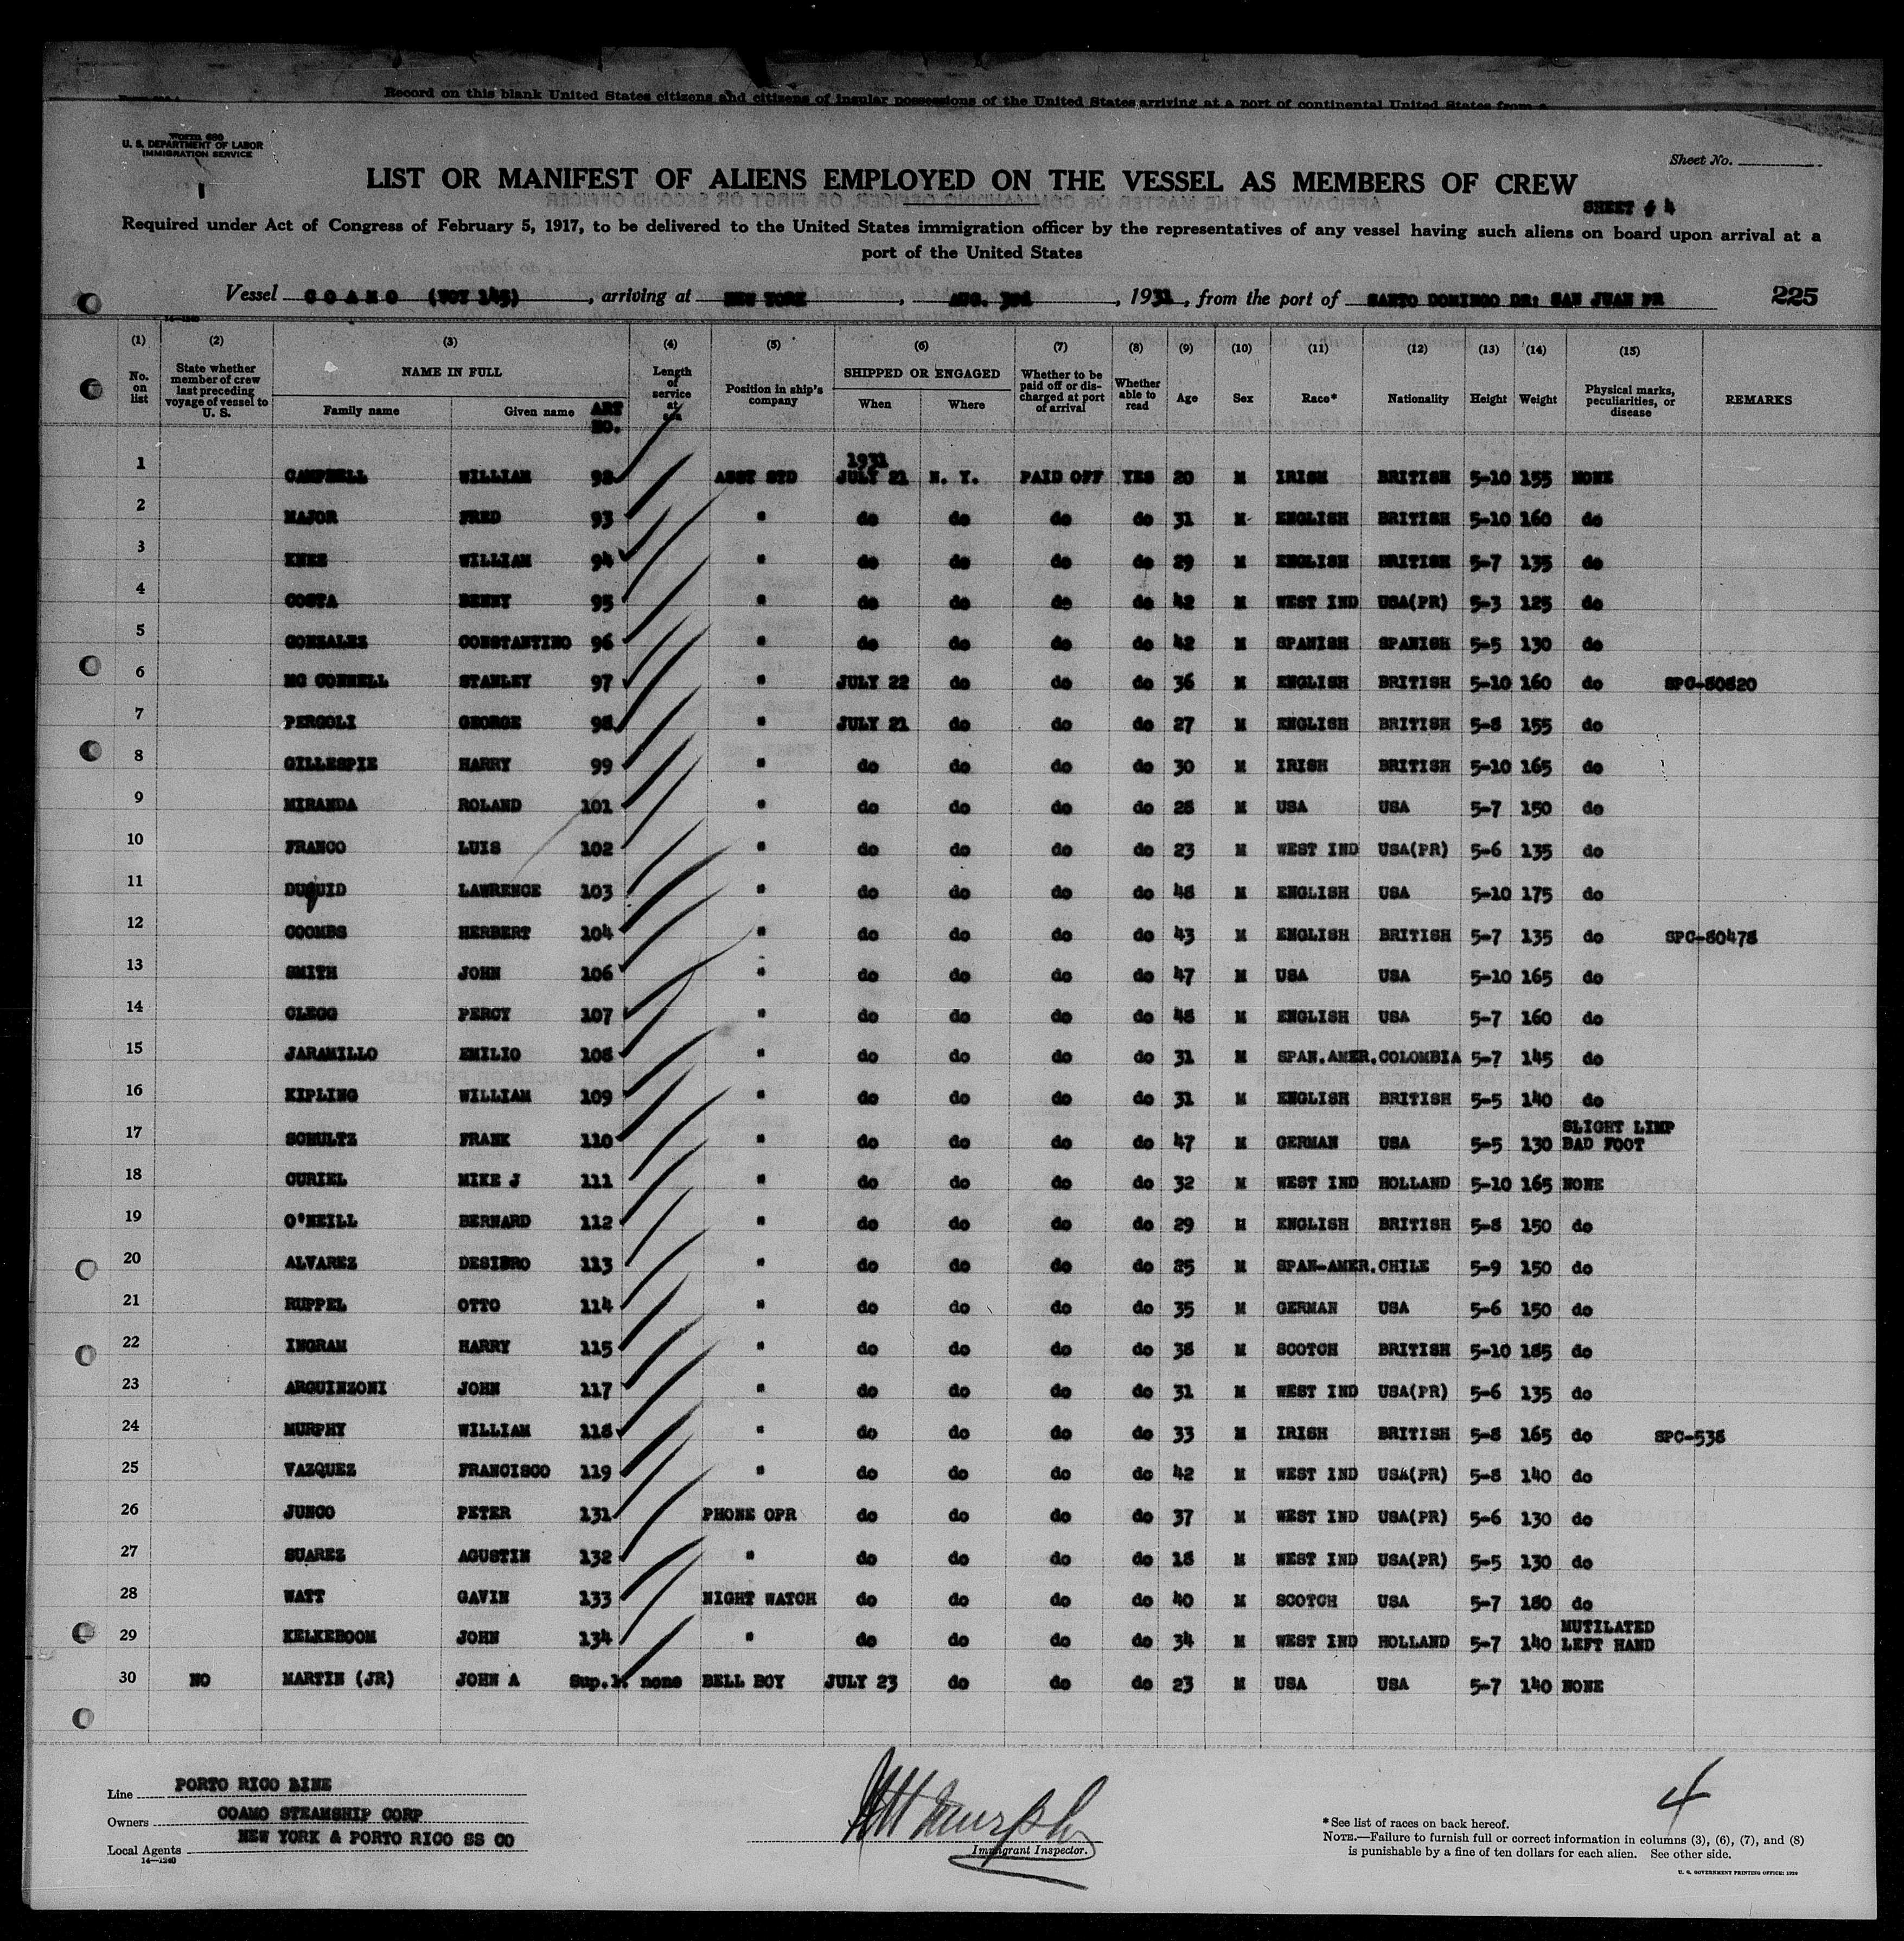 Record on this blank United States citizens and citizens of insular possessions of the United States arriving at a port of continental United States from a
Form 680
U. S. DEPARTMENT OF LABOR
IMMIGRATION SERVICE
Sheet No.
LIST OR MANIFEST OF ALIENS EMPLOYED ON THE VESSEL AS MEMBERS OF CREW
SHEET # 4
Required under Act of Congress of February 5, 1917, to be delivered to the United States immigration officer by the representatives of any vessel having such aliens on board upon arrival at a
port of the United States
Vessel COAMO (VOY 145), arriving at NEW YORK, AUG. 3rd, 1931, from the port of SANTO DOMINGO DR: SAN JUAN PR 225
(1) (2) (3) (4) (5) (6) (7) (8) (9) (10) (11) (12) (13) (14) (15)
No. on list State whether member of crew last preceding voyage of vessel to U. S. NAME IN FULL Family name Given name ART NO. Length of service at sea Position in ship's company SHIPPED OR ENGAGED When Where Whether to be paid off or discharged at port of arrival Whether able to read Age Sex Race* Nationality Height Weight Physical marks, peculiarities, or disease REMARKS
1931
1 CAMPBELL WILLIAM 92 ASST STD JULY 21 N. Y. PAID OFF YES 20 M IRISH BRITISH 5-10 155 NONE
2 MAJOR FRED 93 " do do do do 31 M ENGLISH BRITISH 5-10 160 do
3 KNEE WILLIAM 94 " do do do do 29 M ENGLISH BRITISH 5-7 135 do
4 COSTA BENNY 95 " do do do do 42 M WEST IND USA(PR) 5-3 125 do
5 GONZALEZ CONSTANTINO 96 " do do do do 42 M SPANISH SPANISH 5-5 130 do
6 MC CONNELL STANLEY 97 " JULY 22 do do do 36 M ENGLISH BRITISH 5-10 160 do SPC-80820
7 PERGOLI GEORGE 98 " JULY 21 do do do 27 M ENGLISH BRITISH 5-8 155 do
8 GILLESPIE HARRY 99 " do do do do 30 M IRISH BRITISH 5-10 165 do
9 MIRANDA ROLAND 101 " do do do do 28 M USA USA 5-7 150 do
10 FRANCO LUIS 102 " do do do do 23 M WEST IND USA(PR) 5-6 135 do
11 DUGUID LAWRENCE 103 " do do do do 48 M ENGLISH USA 5-10 175 do
12 COOMBS HERBERT 104 " do do do do 43 M ENGLISH BRITISH 5-7 135 do SPC-80478
13 SMITH JOHN 106 " do do do do 47 M USA USA 5-10 165 do
14 CLEGG PERCY 107 " do do do do 48 M ENGLISH USA 5-7 160 do
15 JARAMILLO EMILIO 108 " do do do do 31 M SPAN.AMER. COLOMBIA 5-7 145 do
16 KIPLING WILLIAM 109 " do do do do 31 M ENGLISH BRITISH 5-5 140 do
17 SCHULTZ FRANK 110 " do do do do 47 M GERMAN USA 5-5 130 SLIGHT LIMP BAD FOOT
18 CURIEL MIKE J 111 " do do do do 32 M WEST IND HOLLAND 5-10 165 NONE
19 O'NEILL BERNARD 112 " do do do do 29 M ENGLISH BRITISH 5-8 150 do
20 ALVAREZ 113 " do do do do 25 M SPAN-AMER. CHILE 5-9 150 do
21 RUPPEL OTTO 114 " do do do do 35 M GERMAN USA 5-6 150 do
22 INGRAM HARRY 115 " do do do do 38 M SCOTCH BRITISH 5-10 185 do
23 ARGUINZONI JOHN 117 " do do do do 31 M WEST IND USA(PR) 5-6 135 do
24 MURPHY WILLIAM 118 " do do do do 33 M IRISH BRITISH 5-8 165 do SPC-538
25 VAZQUEZ FRANCISCO 119 " do do do do 42 M WEST IND USA(PR) 5-8 140 do
26 JUNCO PETER 131 PHONE OPR do do do do 37 M WEST IND USA(PR) 5-6 130 do
27 SUAREZ AGUSTIN 132 " do do do do 18 M WEST IND USA(PR) 5-5 130 do
28 WATT GAVIN 133 NIGHT WATCH do do do do 40 M SCOTCH USA 5-7 180 do
29 KELKEBOOM JOHN 134 " do do do do 34 M WEST IND HOLLAND 5-7 140 MUTILATED LEFT HAND
30 NO MARTIN (JR) JOHN A Sup.1. none BELL BOY JULY 23 do do do 23 M USA USA 5-7 140 NONE
Line PORTO RICO LINE
Owners COAMO STEAMSHIP CORP
Local Agents NEW YORK & PORTO RICO SS CO
14—1240
Murphy
Immigrant Inspector.
4
* See list of races on back hereof.
NOTE.—Failure to furnish full or correct information in columns (3), (6), (7), and (8)
is punishable by a fine of ten dollars for each alien. See other side.
U. S. GOVERNMENT PRINTING OFFICE: 1929